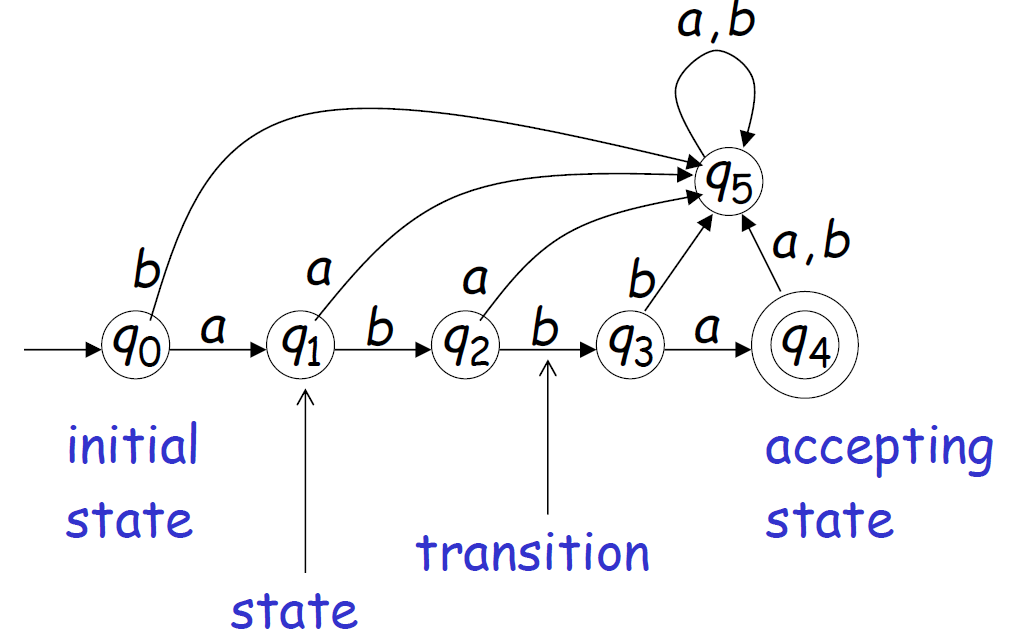 a,b
q5
b a a b a,b
q0 a q1 b q2 b q3 a q4
initial
state
accepting
state
transition
state